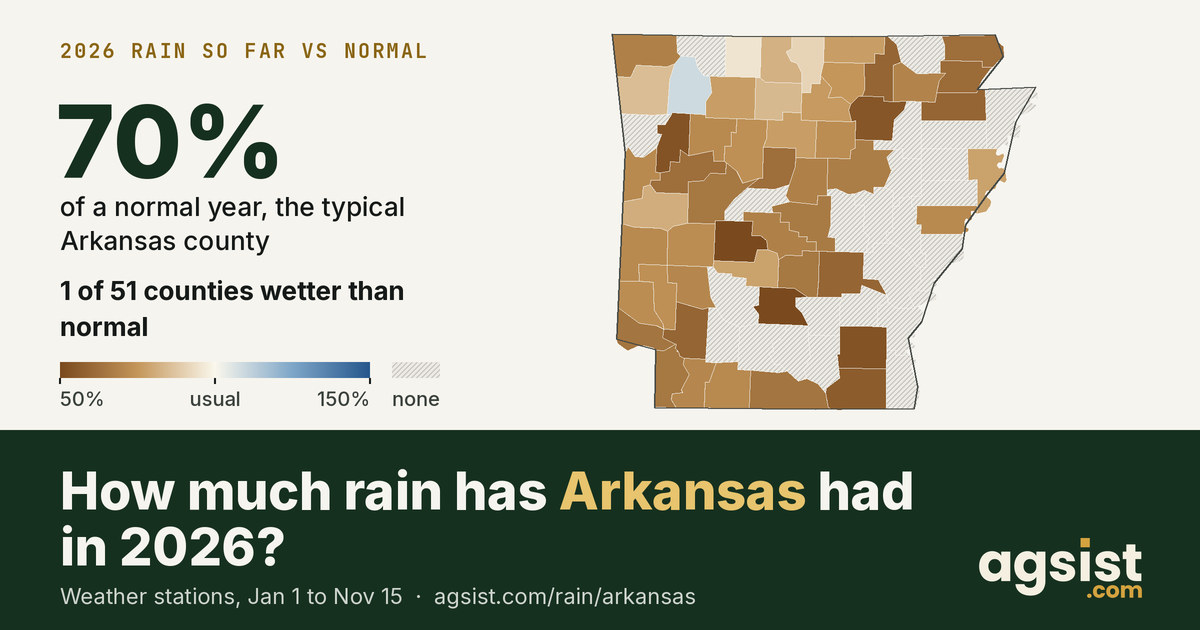 2026 RAIN SO FAR VS NORMAL
70%
of a normal year, the typical
Arkansas county
1 of 51 counties wetter than
normal
50% usual 150% none
How much rain has Arkansas had
in 2026?
Weather stations, Jan 1 to Nov 15 · agsist.com/rain/arkansas
agsist
.com